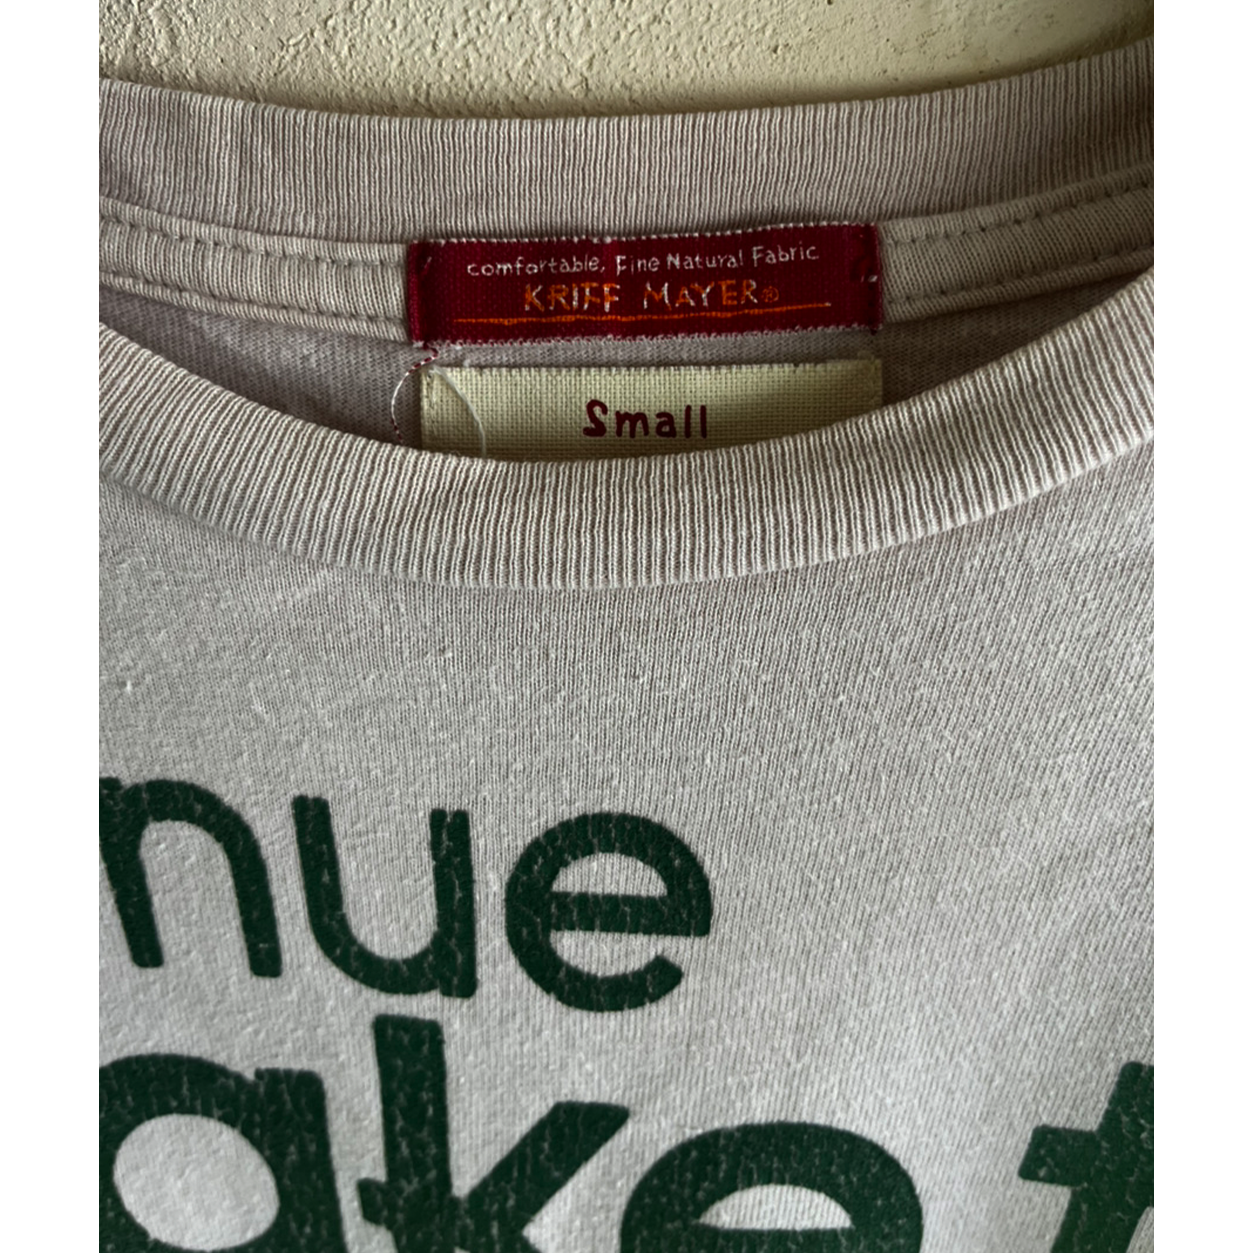 comfortable, Fine Natural Fabric
KRIFF MAYER®
Small
nue
ake t